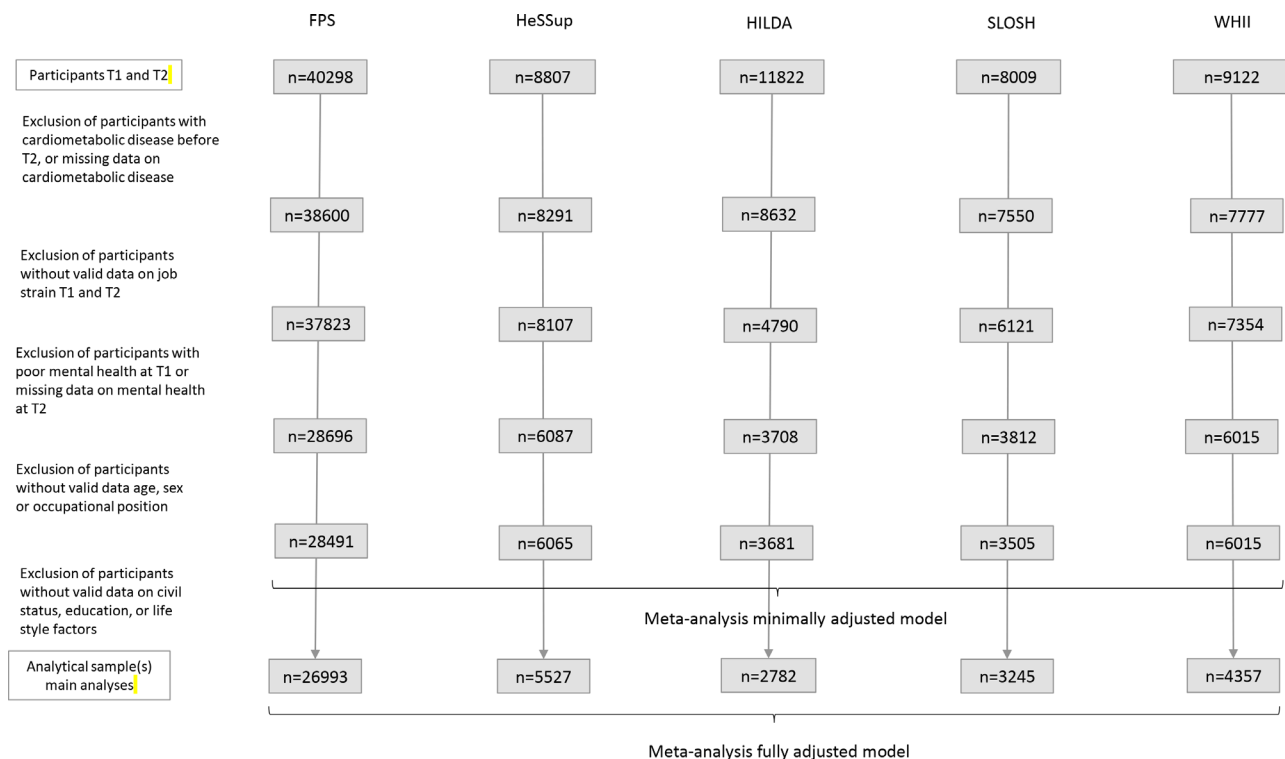 FPS HeSSup HILDA SLOSH WHII
Participants T1 and T2 n=40298 n=8807 n=11822 n=8009 n=9122
Exclusion of participants with
cardiometabolic disease before
T2, or missing data on
cardiometabolic disease
n=38600 n=8291 n=8632 n=7550 n=7777
Exclusion of participants
without valid data on job
strain T1 and T2
n=37823 n=8107 n=4790 n=6121 n=7354
Exclusion of participants with
poor mental health at T1 or
missing data on mental health
at T2
n=28696 n=6087 n=3708 n=3812 n=6015
Exclusion of participants
without valid data age, sex
or occupational position
n=28491 n=6065 n=3681 n=3505 n=6015
Exclusion of participants
without valid data on civil
status, education, or life
style factors
Meta-analysis minimally adjusted model
Analytical sample(s)
main analyses
n=26993 n=5527 n=2782 n=3245 n=4357
Meta-analysis fully adjusted model